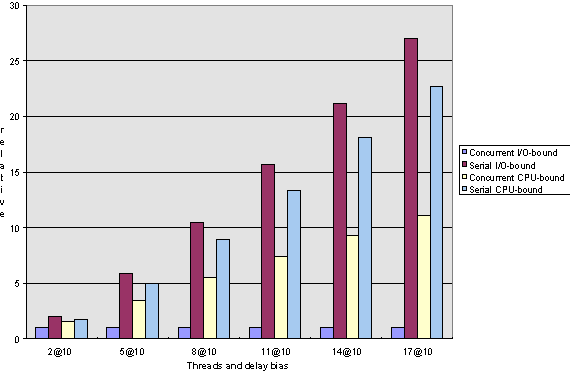 30
25
20
15
10
5
0
relative
2@10 5@10 8@10 11@10 14@10 17@10
Threads and delay bias
Concurrent I/O-bound
Serial I/O-bound
Concurrent CPU-bound
Serial CPU-bound